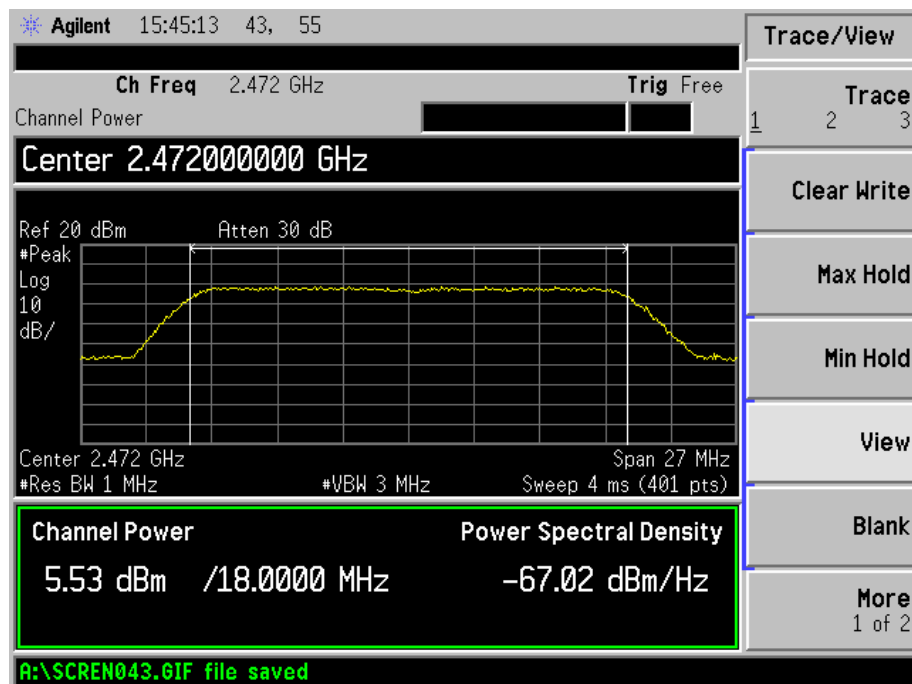 Agilent 15:45:13 43, 55
Trace/View
Ch Freq 2.472 GHz Trig Free
Channel Power
Trace
1 2 3
Center 2.472000000 GHz
Clear Write
Ref 20 dBm Atten 30 dB
#Peak
Log
10
dB/
Max Hold
Min Hold
View
Center 2.472 GHz Span 27 MHz
#Res BW 1 MHz #VBW 3 MHz Sweep 4 ms (401 pts)
Channel Power Power Spectral Density
Blank
5.53 dBm /18.0000 MHz -67.02 dBm/Hz
More
1 of 2
A:\SCREN043.GIF file saved